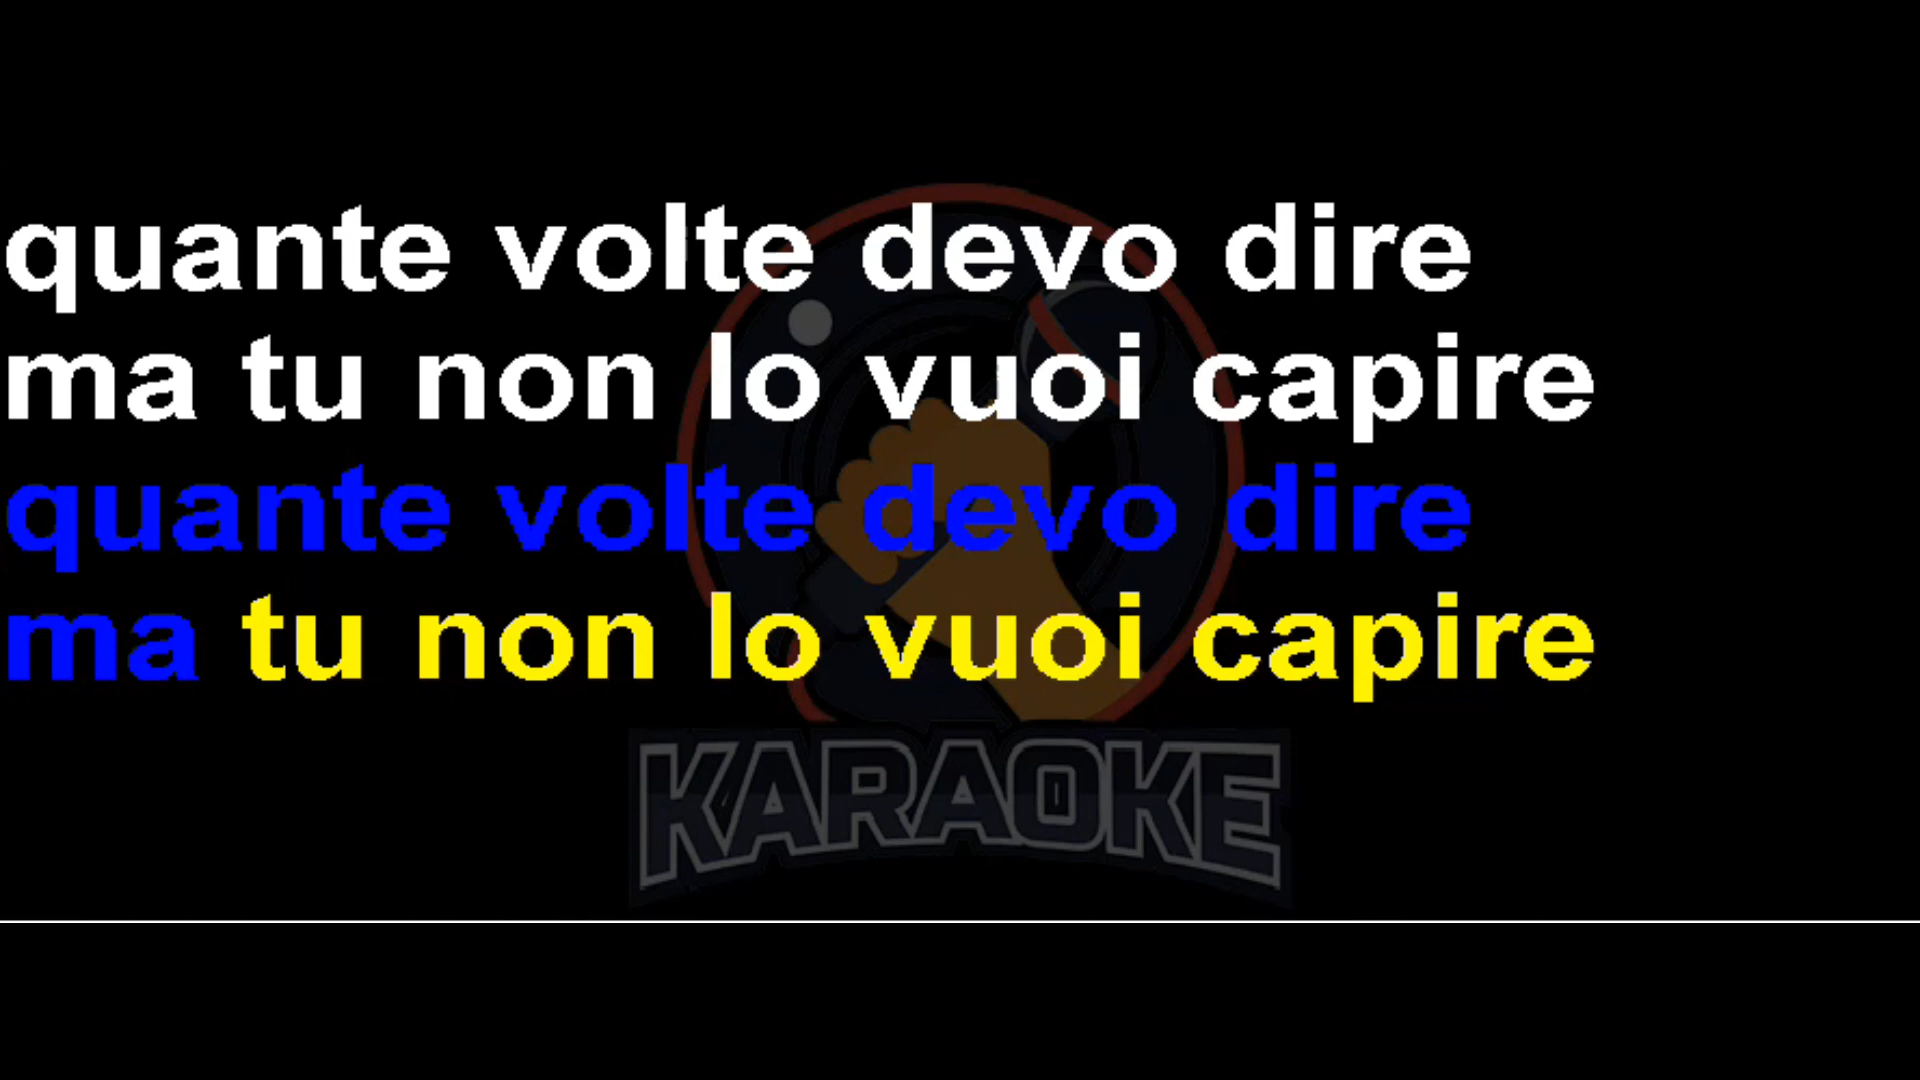 quante volte devo dire
ma tu non lo vuoi capire
quante volte devo dire
ma tu non lo vuoi capire
KARAOKE